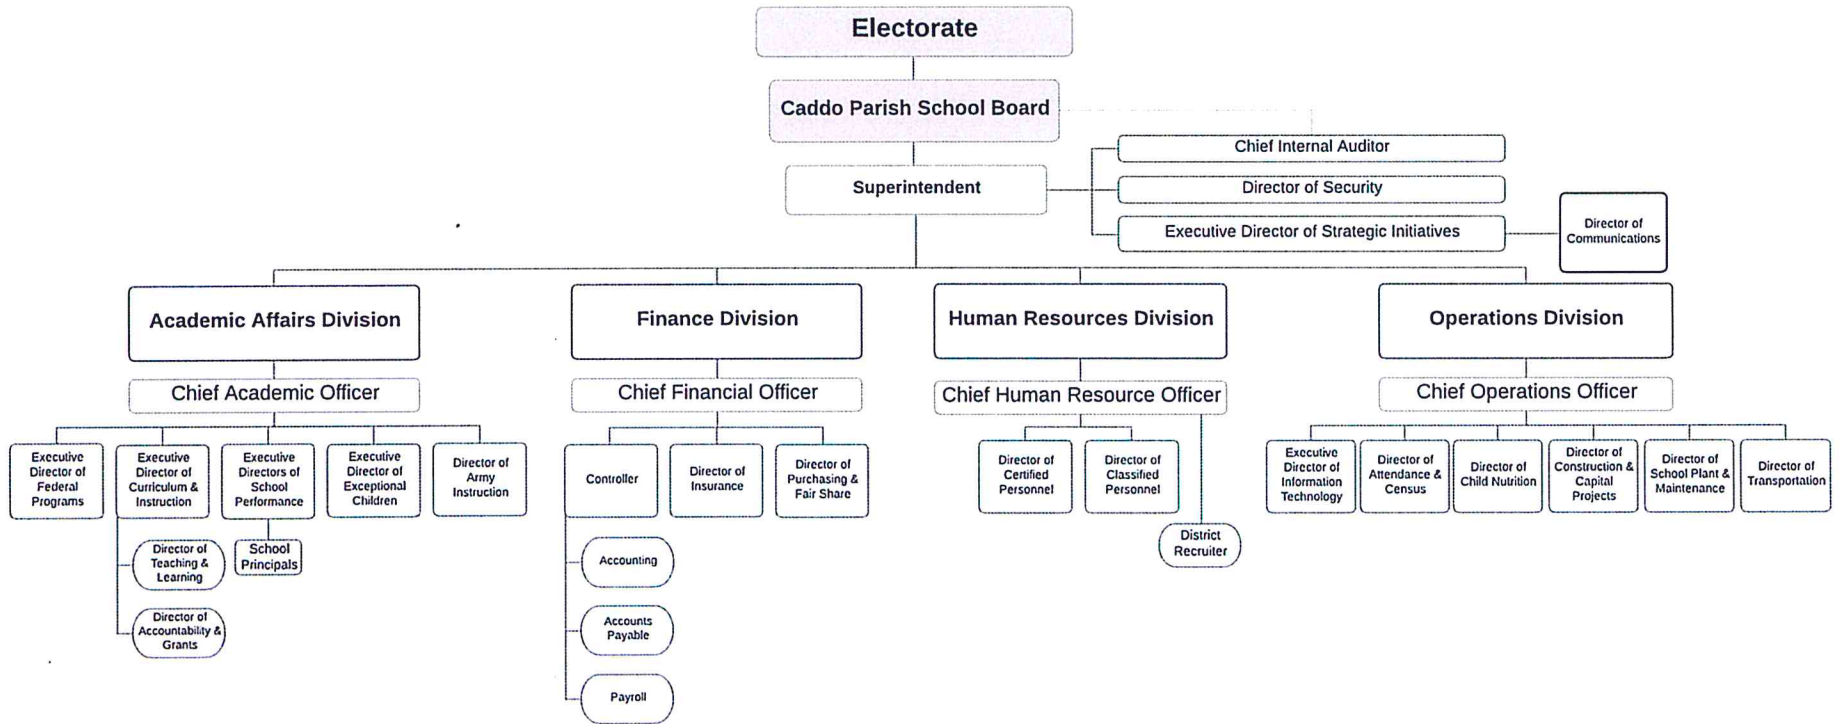 Electorate
Caddo Parish School Board
Chief Internal Auditor
Superintendent
Director of Security
Executive Director of Strategic Initiatives
Director of
Communications
Academic Affairs Division
Finance Division
Human Resources Division
Operations Division
Chief Academic Officer
Chief Financial Officer
Chief Human Resource Officer
Chief Operations Officer
Executive
Director of
Federal
Programs
Executive
Director of
Curriculum &
Instruction
Executive
Directors of
School
Performance
Executive
Director of
Exceptional
Children
Director of
Army
Instruction
Controller
Director of
Insurance
Director of
Purchasing &
Fair Share
Director of
Certified
Personnel
Director of
Classified
Personnel
Executive
Director of
Information
Technology
Director of
Attendance &
Census
Director of
Child Nutrition
Director of
Construction &
Capital
Projects
Director of
School Plant &
Maintenance
Director of
Transportation
Director of
Teaching &
Learning
School
Principals
Accounting
District
Recruiter
Director of
Accountability &
Grants
Accounts
Payable
Payroll